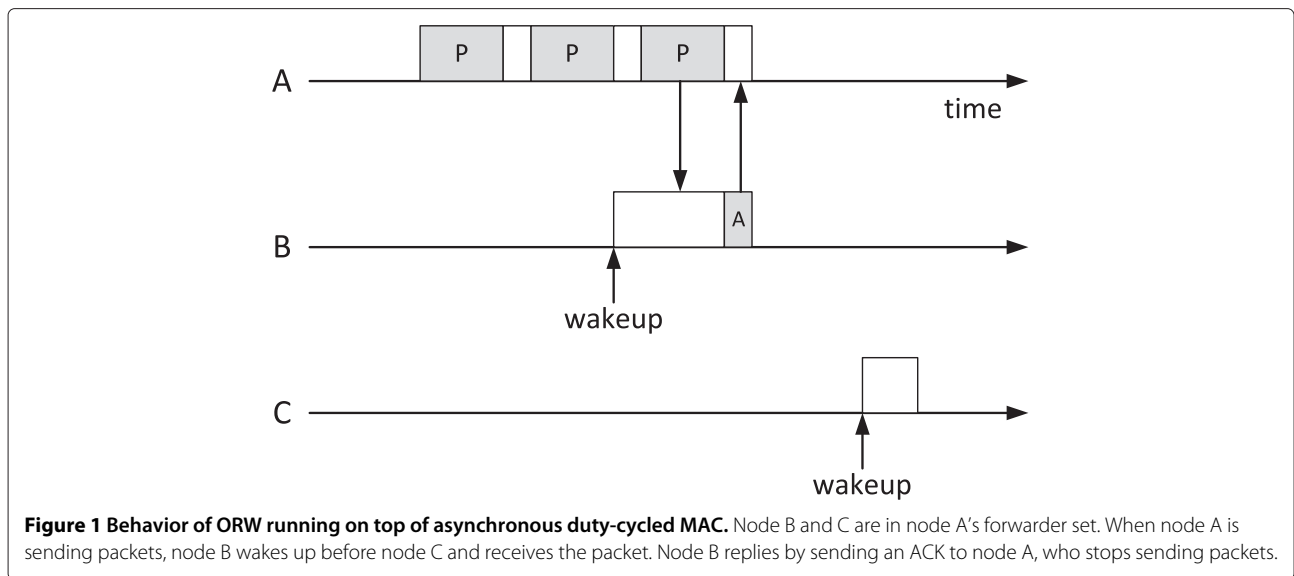 P P P
A
time
A
B
wakeup
C
wakeup
Figure 1 Behavior of ORW running on top of asynchronous duty-cycled MAC. Node B and C are in node A's forwarder set. When node A is
sending packets, node B wakes up before node C and receives the packet. Node B replies by sending an ACK to node A, who stops sending packets.